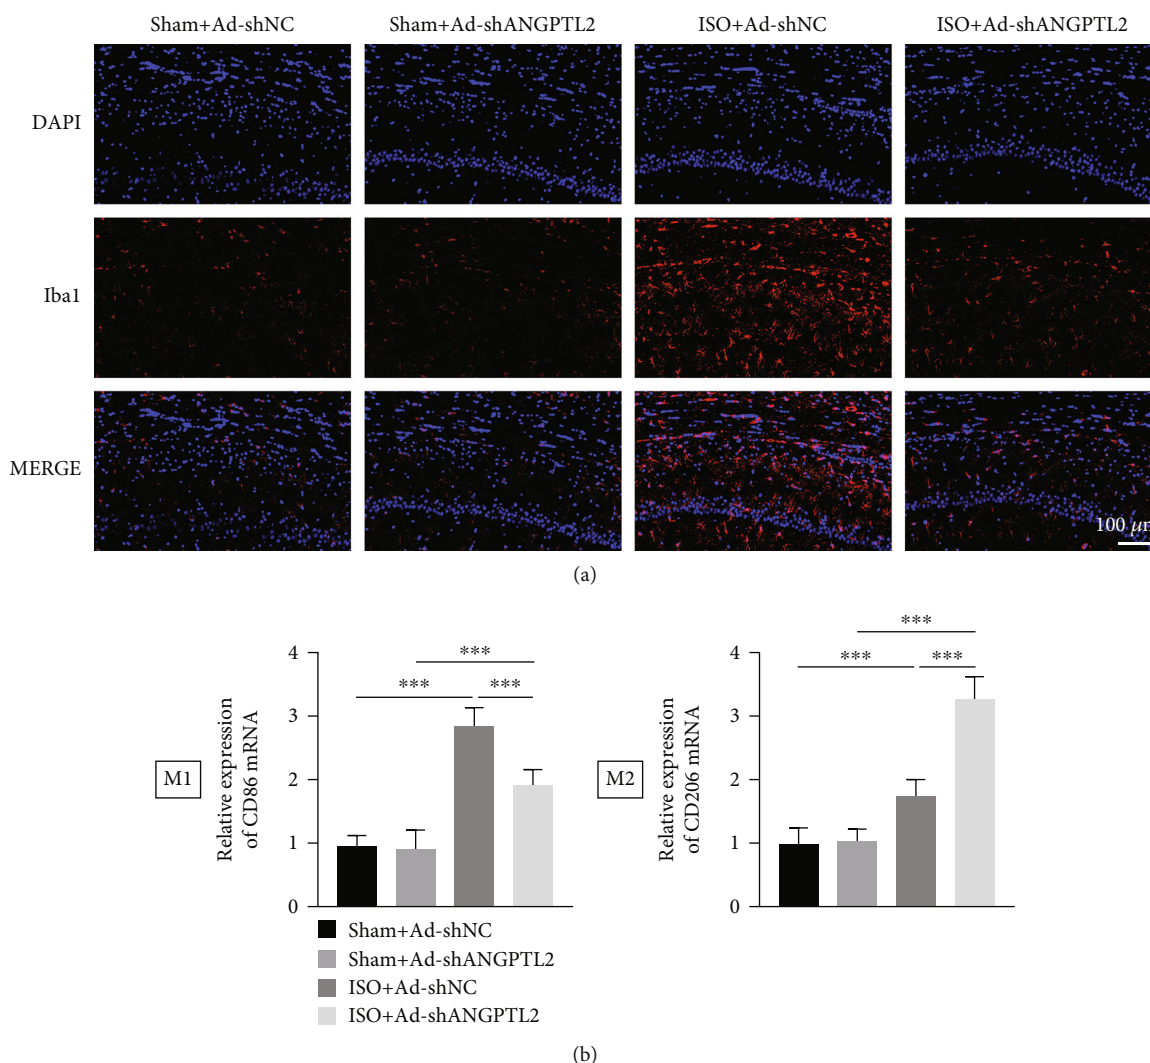 Sham+Ad-shNC Sham+Ad-shANGPTL2 ISO+Ad-shNC ISO+Ad-shANGPTL2
DAPI
Iba1
MERGE
100 μm
(a)
M1
Relative expression
of CD86 mRNA
4
3
2
1
0
***
***
***
M2
Relative expression
of CD206 mRNA
4
3
2
1
0
***
***
***
Sham+Ad-shNC
Sham+Ad-shANGPTL2
ISO+Ad-shNC
ISO+Ad-shANGPTL2
(b)